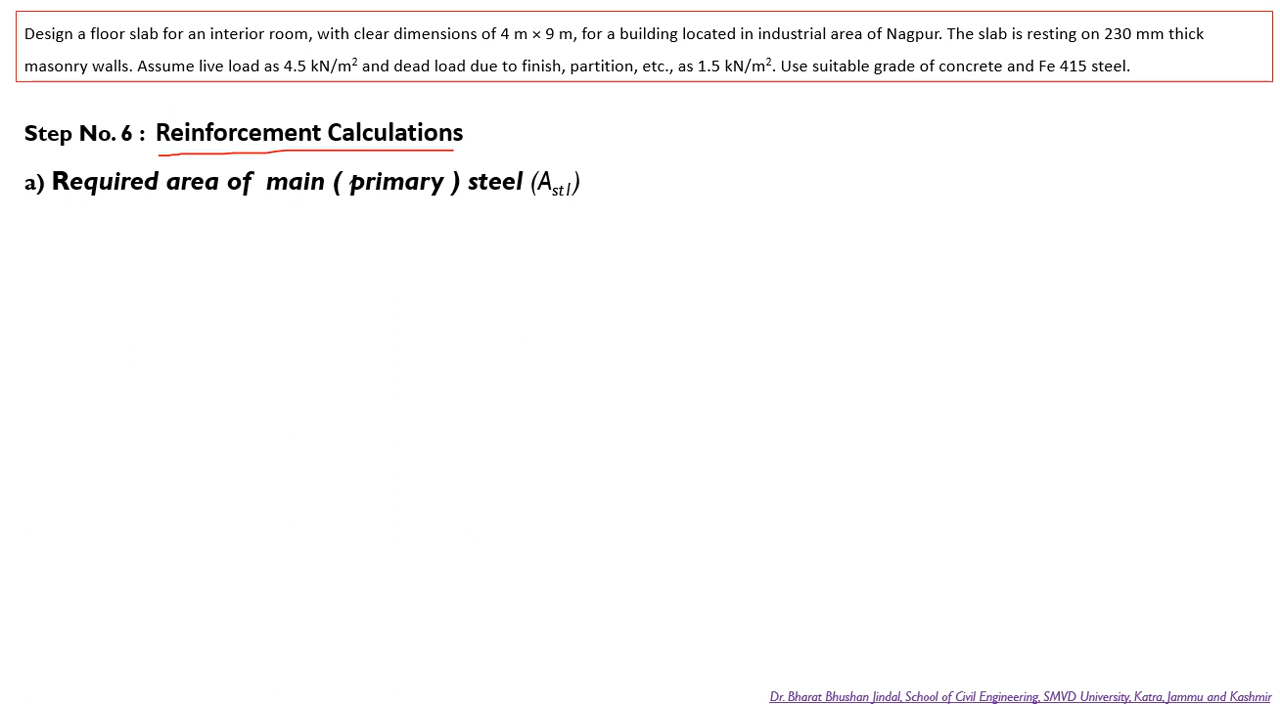 Design a floor slab for an interior room, with clear dimensions of 4 m × 9 m, for a building located in industrial area of Nagpur. The slab is resting on 230 mm thick
masonry walls. Assume live load as 4.5 kN/m² and dead load due to finish, partition, etc., as 1.5 kN/m². Use suitable grade of concrete and Fe 415 steel.
Step No. 6 : Reinforcement Calculations
a) Required area of main ( primary ) steel (Ast1)
Dr. Bharat Bhushan Jindal, School of Civil Engineering, SMVD University, Katra, Jammu and Kashmir